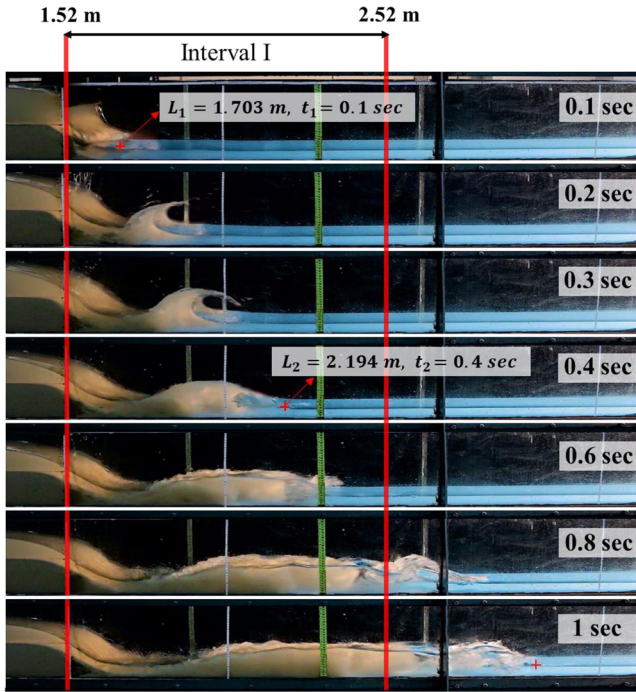 1.52 m 2.52 m
Interval I
L₁ = 1.703 m, t₁ = 0.1 sec
0.1 sec
0.2 sec
0.3 sec
L₂ = 2.194 m, t₂ = 0.4 sec
0.4 sec
0.6 sec
0.8 sec
1 sec